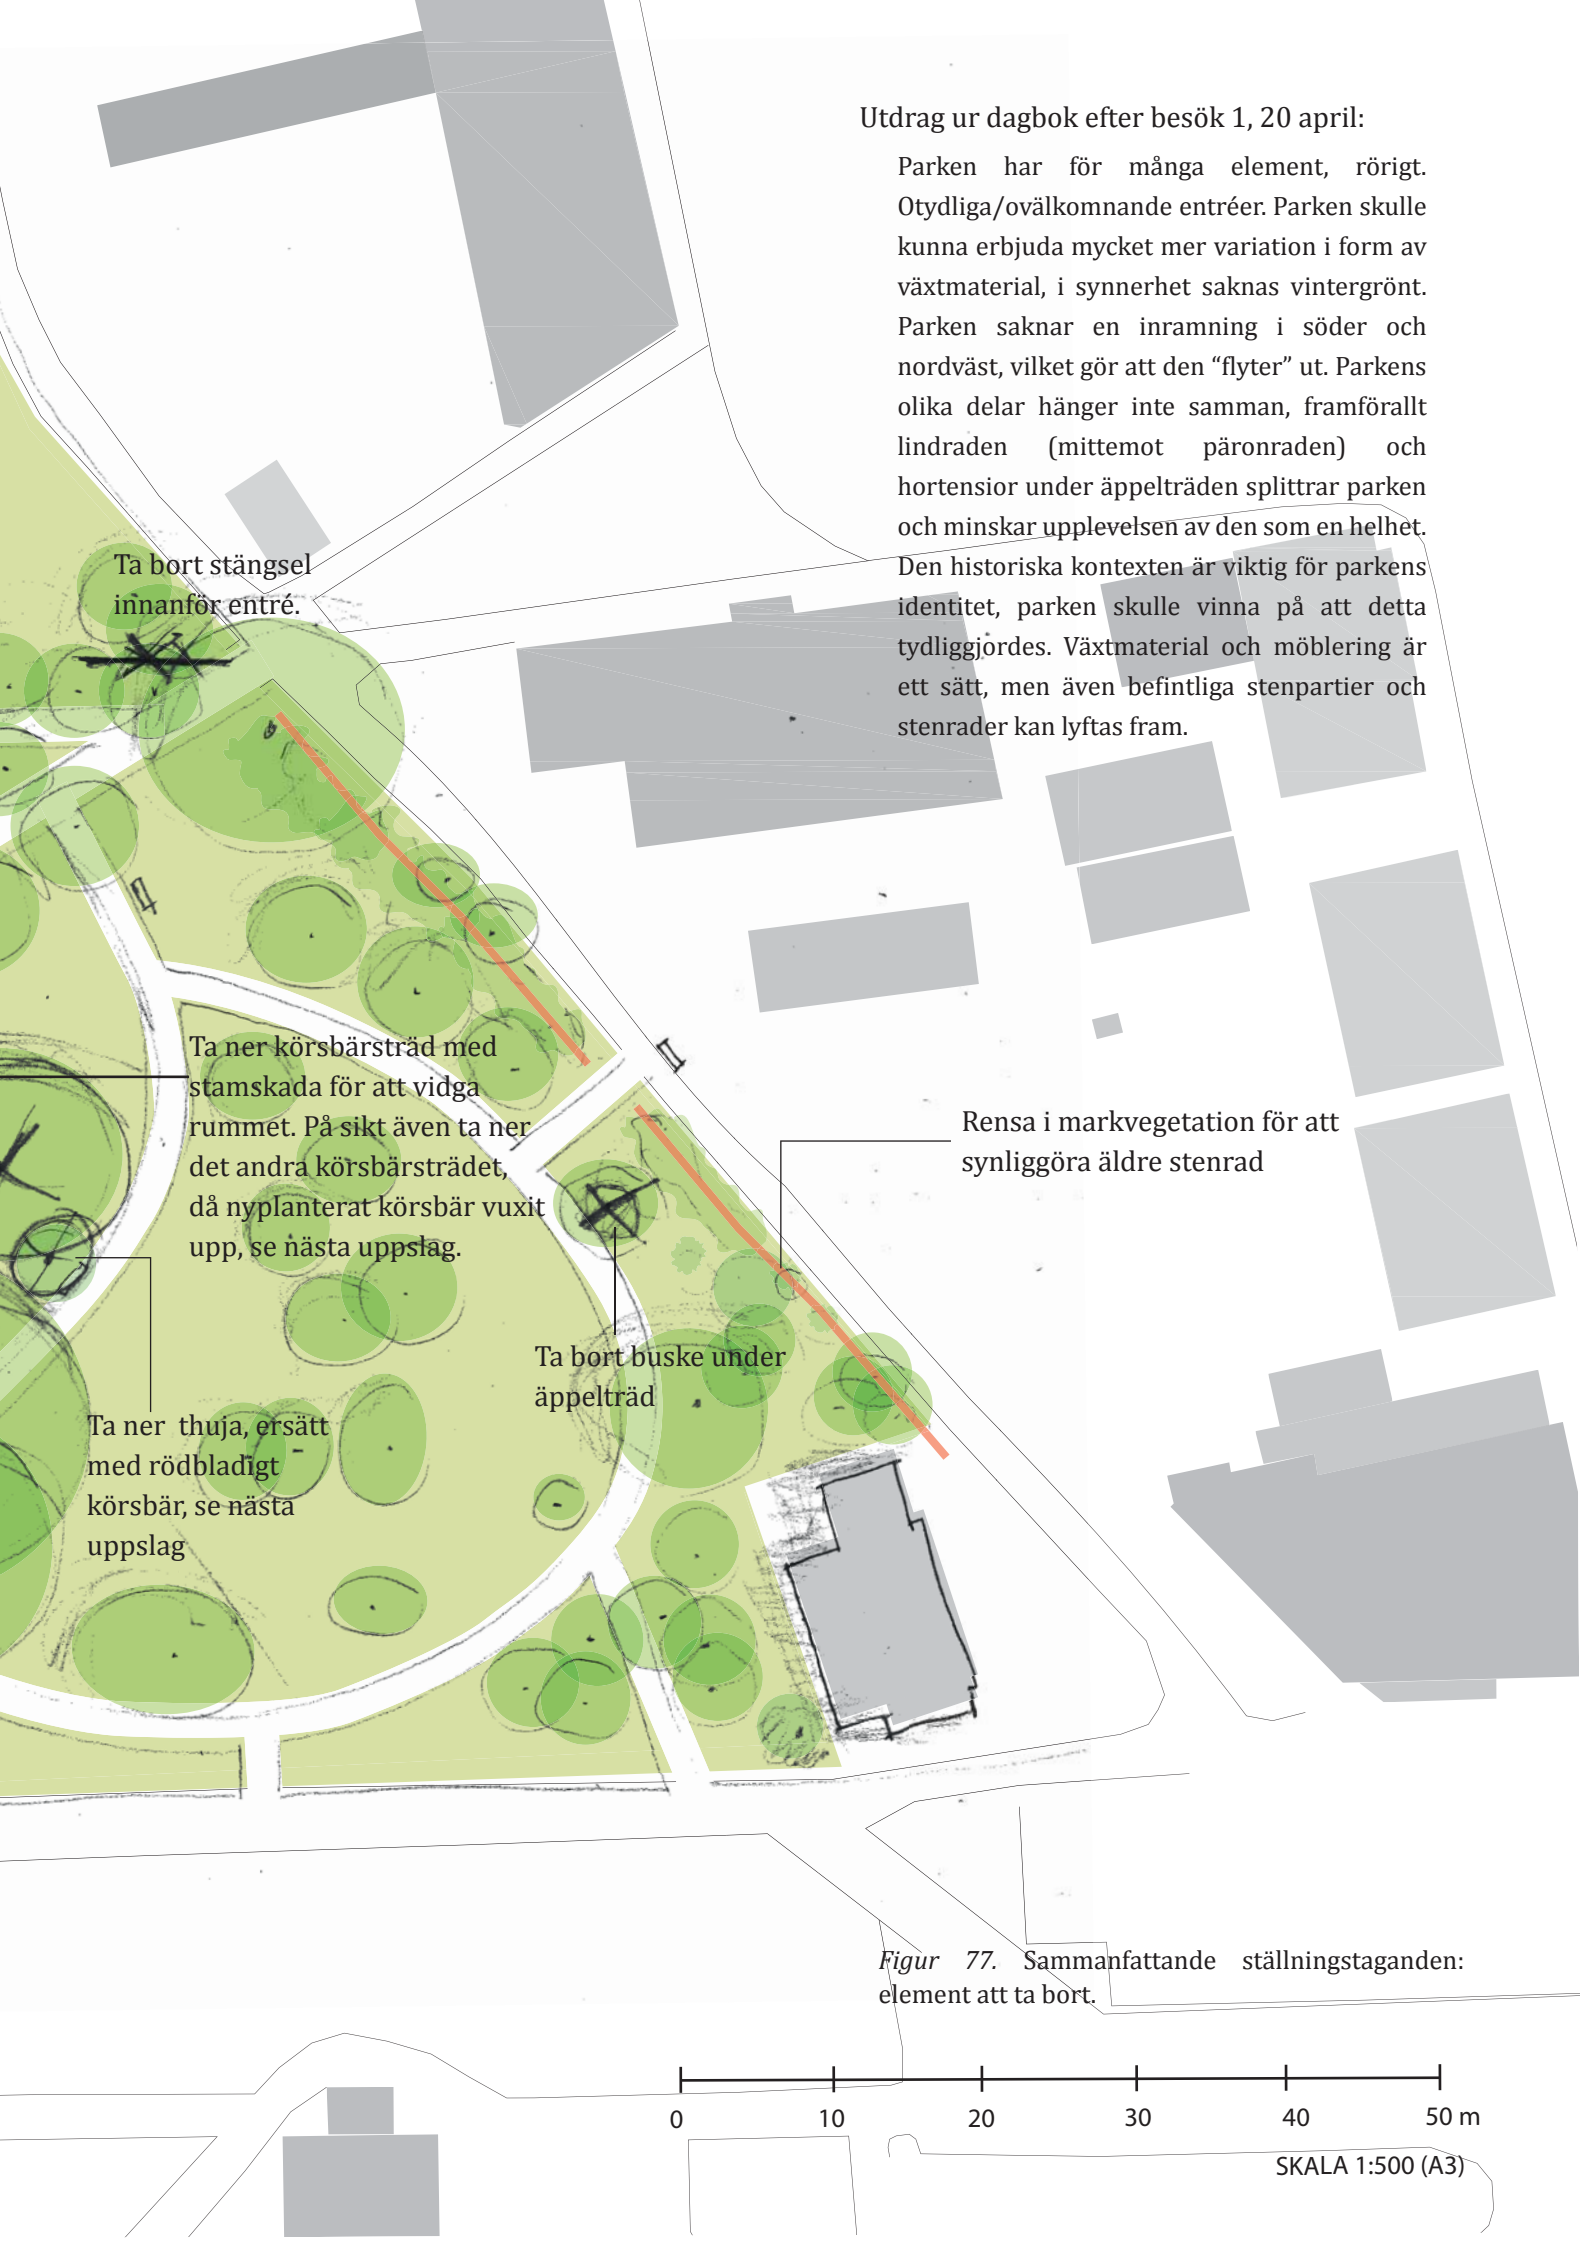 Utdrag ur dagbok efter besök 1, 20 april:
Parken har för många element, rörigt.
Otydliga/ovälkomnande entréer. Parken skulle
kunna erbjuda mycket mer variation i form av
växtmaterial, i synnerhet saknas vintergrönt.
Parken saknar en inramning i söder och
nordväst, vilket gör att den “flyter” ut. Parkens
olika delar hänger inte samman, framförallt
lindraden (mittemot päronraden) och
hortensior under äppelträden splittrar parken
och minskar upplevelsen av den som en helhet.
Den historiska kontexten är viktig för parkens
identitet, parken skulle vinna på att detta
tydliggjordes. Växtmaterial och möblering är
ett sätt, men även befintliga stenpartier och
stenrader kan lyftas fram.
Ta bort stängsel
innanför entré.
Ta ner körsbärsträd med
stamskada för att vidga
rummet. På sikt även ta ner
det andra körsbärsträdet,
då nyplanterat körsbär vuxit
upp, se nästa uppslag.
Rensa i markvegetation för att
synliggöra äldre stenrad
Ta bort buske under
äppelträd
Ta ner thuja, ersätt
med rödbladigt
körsbär, se nästa
uppslag
Figur 77. Sammanfattande ställningstaganden:
element att ta bort.
0 10 20 30 40 50 m
SKALA 1:500 (A3)